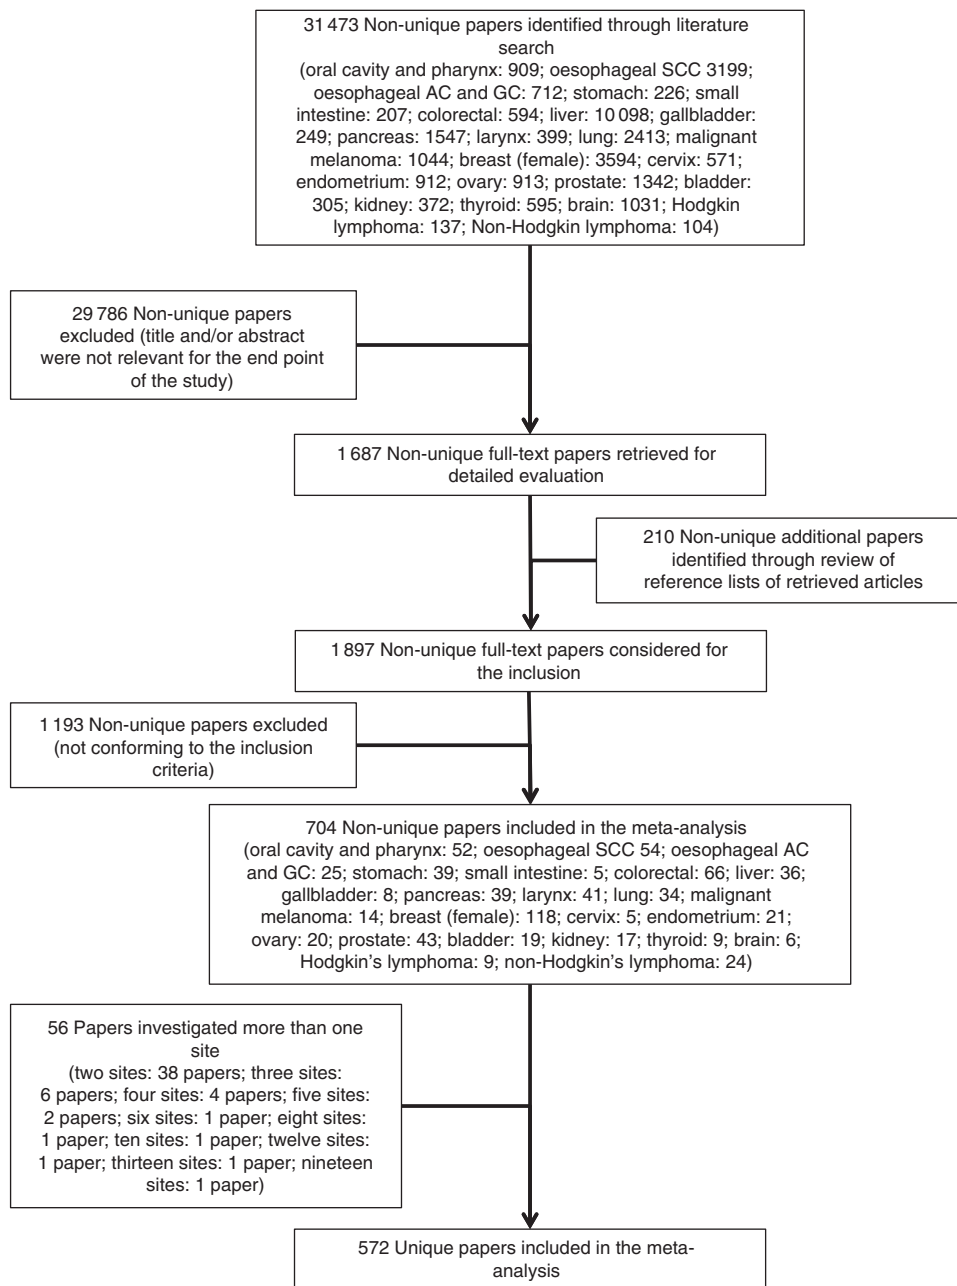 31 473 Non-unique papers identified through literature
search
(oral cavity and pharynx: 909; oesophageal SCC 3199;
oesophageal AC and GC: 712; stomach: 226; small
intestine: 207; colorectal: 594; liver: 10 098; gallbladder:
249; pancreas: 1547; larynx: 399; lung: 2413; malignant
melanoma: 1044; breast (female): 3594; cervix: 571;
endometrium: 912; ovary: 913; prostate: 1342; bladder:
305; kidney: 372; thyroid: 595; brain: 1031; Hodgkin
lymphoma: 137; Non-Hodgkin lymphoma: 104)
29 786 Non-unique papers
excluded (title and/or abstract
were not relevant for the end point
of the study)
1 687 Non-unique full-text papers retrieved for
detailed evaluation
210 Non-unique additional papers
identified through review of
reference lists of retrieved articles
1 897 Non-unique full-text papers considered for
the inclusion
1 193 Non-unique papers excluded
(not conforming to the inclusion
criteria)
704 Non-unique papers included in the meta-analysis
(oral cavity and pharynx: 52; oesophageal SCC 54; oesophageal AC
and GC: 25; stomach: 39; small intestine: 5; colorectal: 66; liver: 36;
gallbladder: 8; pancreas: 39; larynx: 41; lung: 34; malignant
melanoma: 14; breast (female): 118; cervix: 5; endometrium: 21;
ovary: 20; prostate: 43; bladder: 19; kidney: 17; thyroid: 9; brain: 6;
Hodgkin's lymphoma: 9; non-Hodgkin's lymphoma: 24)
56 Papers investigated more than one
site
(two sites: 38 papers; three sites:
6 papers; four sites: 4 papers; five sites:
2 papers; six sites: 1 paper; eight sites:
1 paper; ten sites: 1 paper; twelve sites:
1 paper; thirteen sites: 1 paper; nineteen
sites: 1 paper)
572 Unique papers included in the meta-
analysis